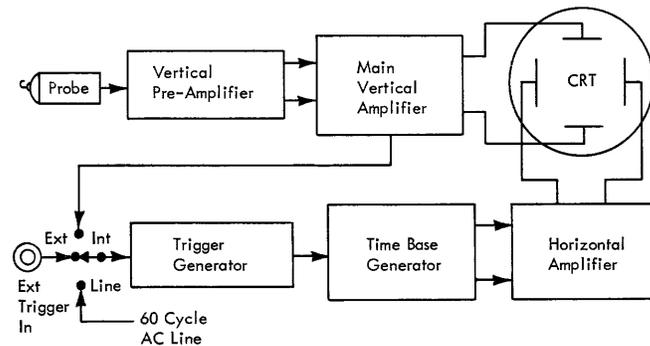 Probe
Vertical
Pre-Amplifier
Main
Vertical
Amplifier
CRT
Ext
Int
Line
Ext
Trigger
In
60 Cycle
AC Line
Trigger
Generator
Time Base
Generator
Horizontal
Amplifier